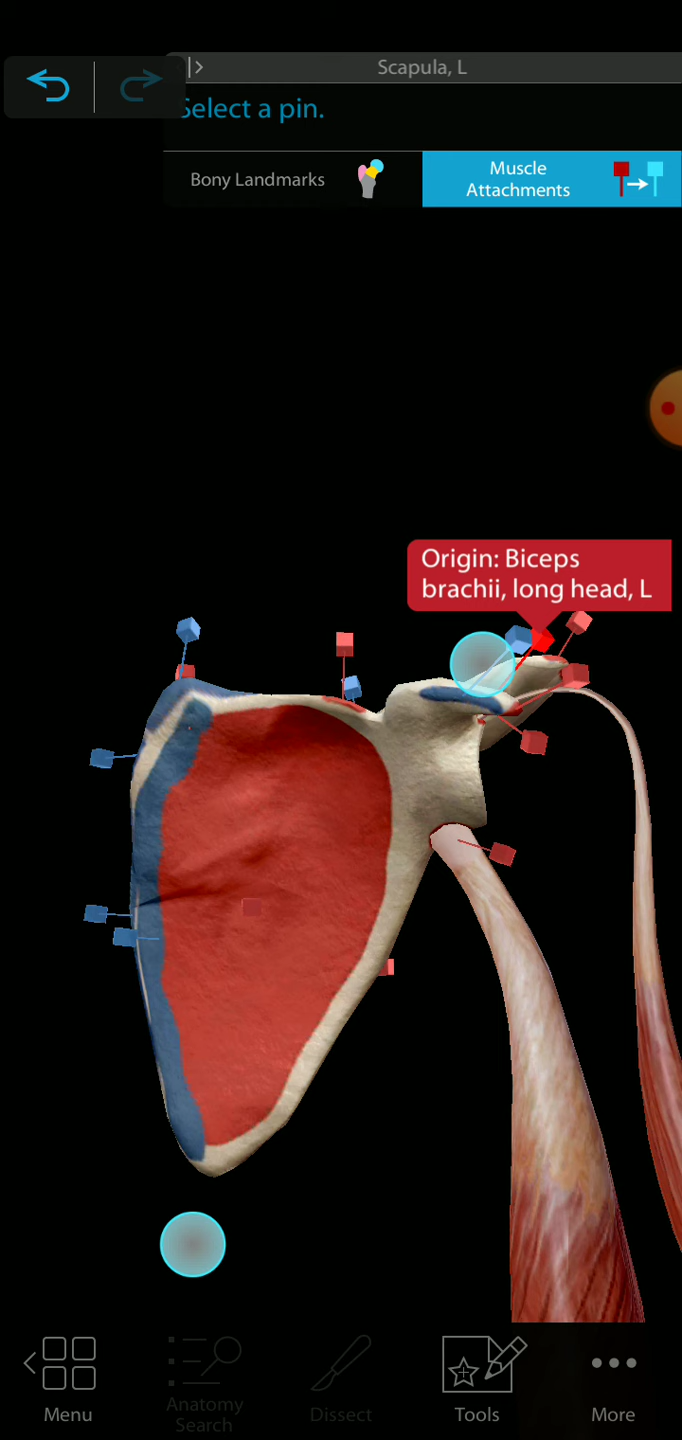 Scapula, L
Select a pin.
Bony Landmarks
Muscle
Attachments
Origin: Biceps
brachii, long head, L
Menu
Anatomy
Search
Dissect
Tools
More